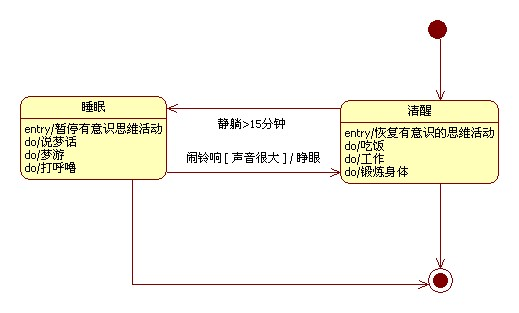 睡眠
entry/暂停有意识思维活动
do/说梦话
do/梦游
do/打呼噜
静躺>15分钟
闹铃响[ 声音很大 ] / 睁眼
清醒
entry/恢复有意识的思维活动
do/吃饭
do/工作
do/锻炼身体